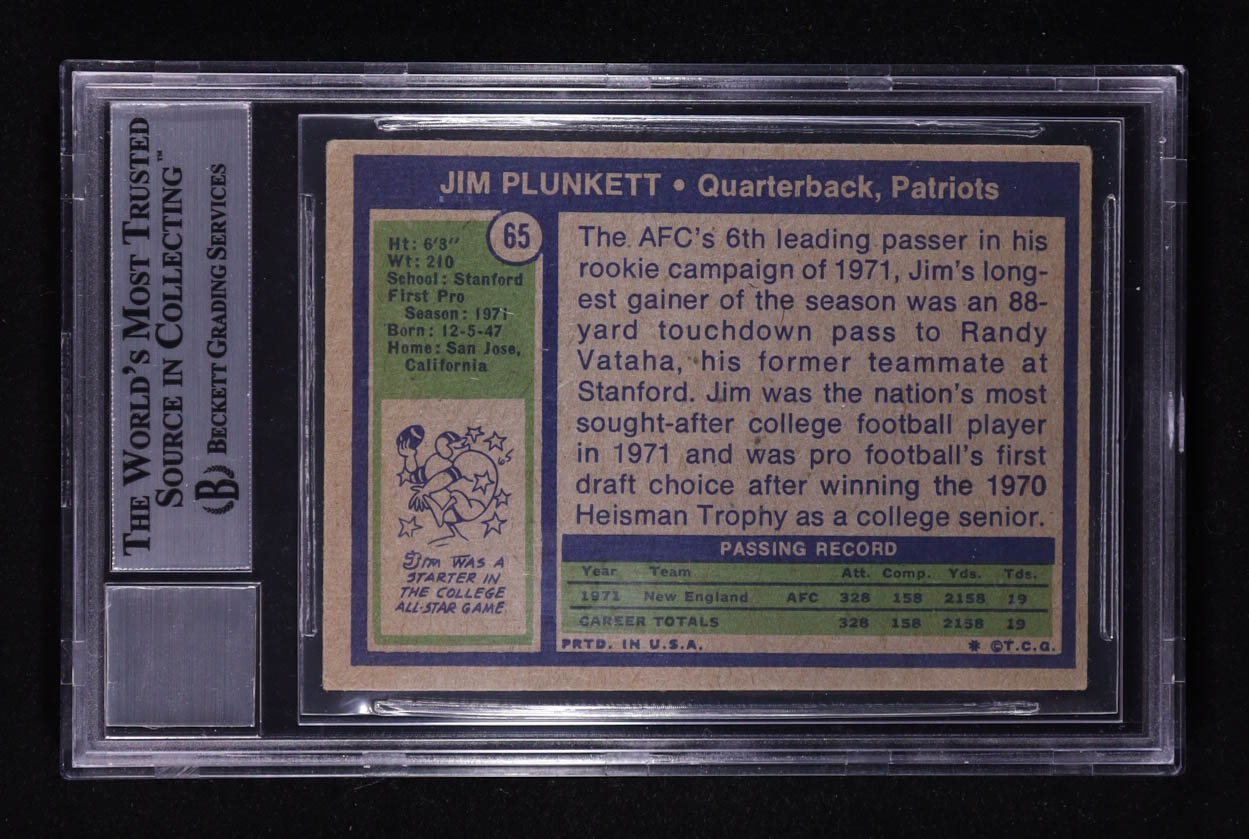 THE WORLD'S MOST TRUSTED
SOURCE IN COLLECTING™
BECKETT GRADING SERVICES
B
JIM PLUNKETT • Quarterback, Patriots
65
Ht: 6'3"
Wt: 210
School: Stanford
First Pro
Season: 1971
Born: 12-5-47
Home: San Jose,
California
JIM WAS A
STARTER IN
THE COLLEGE
ALL-STAR GAME.
The AFC's 6th leading passer in his
rookie campaign of 1971, Jim's long-
est gainer of the season was an 88-
yard touchdown pass to Randy
Vataha, his former teammate at
Stanford. Jim was the nation's most
sought-after college football player
in 1971 and was pro football's first
draft choice after winning the 1970
Heisman Trophy as a college senior.
PASSING RECORD
Year Team Att. Comp. Yds. Tds.
1971 New England AFC 328 158 2158 19
CAREER TOTALS 328 158 2158 19
PRTD. IN U.S.A. * ©T.C.G.